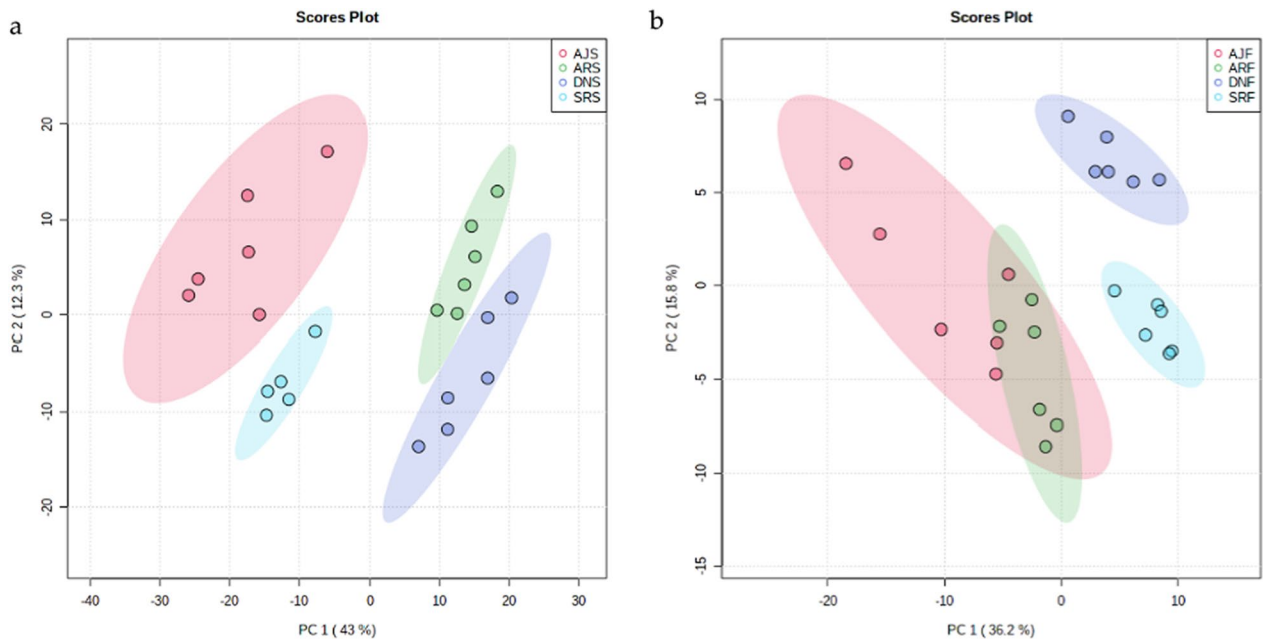 a
Scores Plot
AJS
ARS
DNS
SRS
20
10
0
-10
-20
PC 2 ( 12.3 %)
-40 -30 -20 -10 0 10 20 30
PC 1 ( 43 %)
b
Scores Plot
AJF
ARF
DNF
SRF
10
5
0
-5
-10
-15
PC 2 ( 15.8 %)
-20 -10 0 10
PC 1 ( 36.2 %)